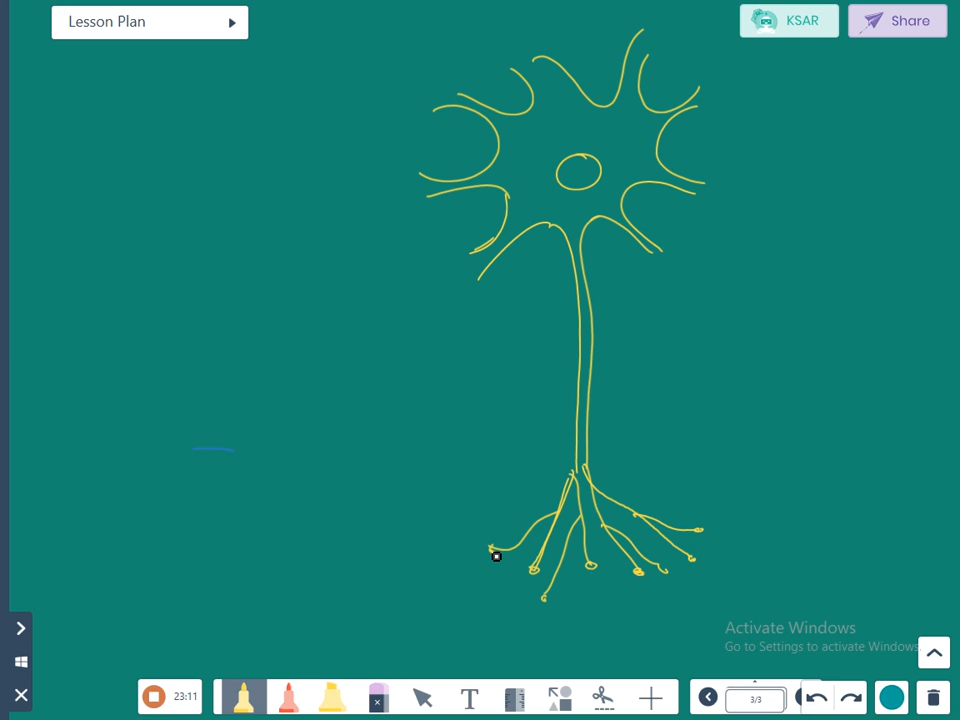 Lesson Plan
KSAR
Share
Activate Windows
Go to Settings to activate Windows.
23:11
T
3/3